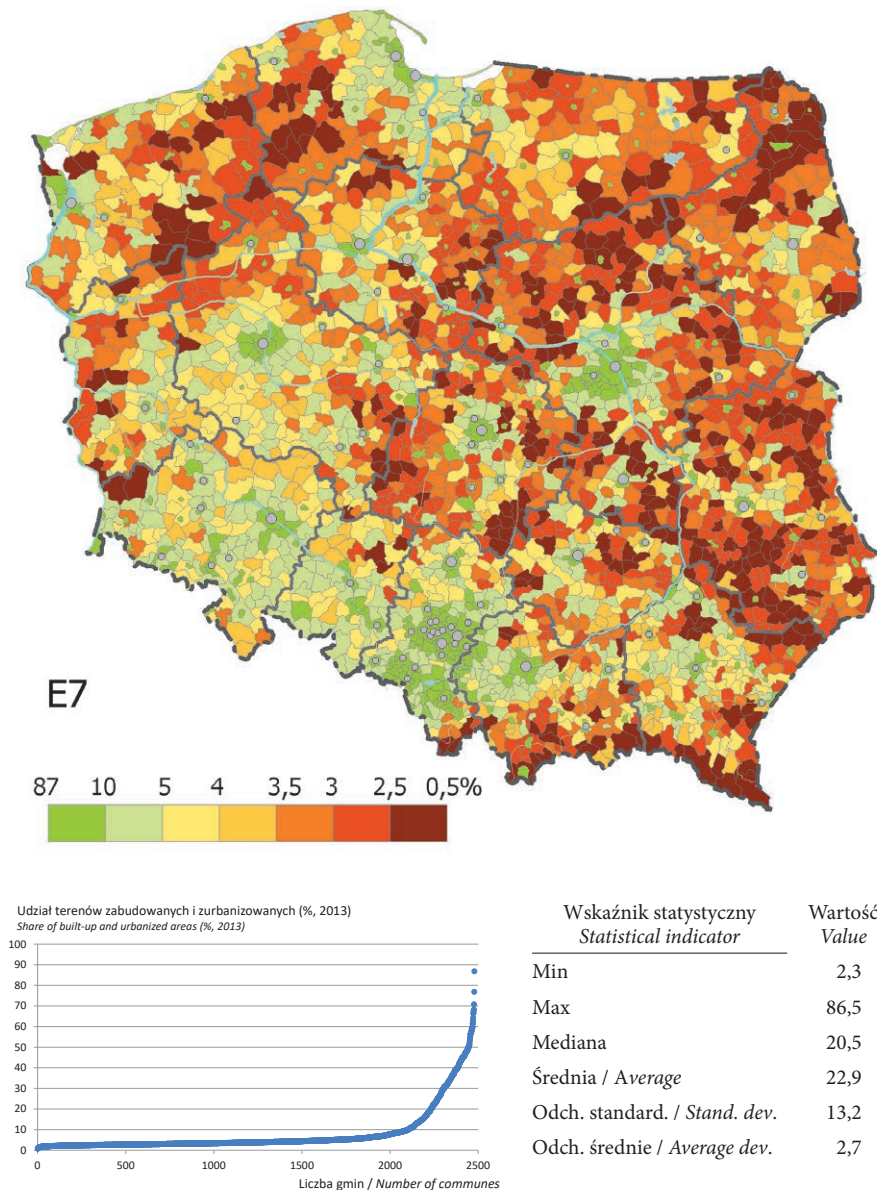 E7
87 10 5 4 3,5 3 2,5 0,5%
Udział terenów zabudowanych i zurbanizowanych (%, 2013)
Share of built-up and urbanized areas (%, 2013)
100
90
80
70
60
50
40
30
20
10
0
0 500 1000 1500 2000 2500
Liczba gmin / Number of communes
Wskaźnik statystyczny Wartość
Statistical indicator Value
Min 2,3
Max 86,5
Mediana 20,5
Średnia / Average 22,9
Odch. standard. / Stand. dev. 13,2
Odch. średnie / Average dev. 2,7